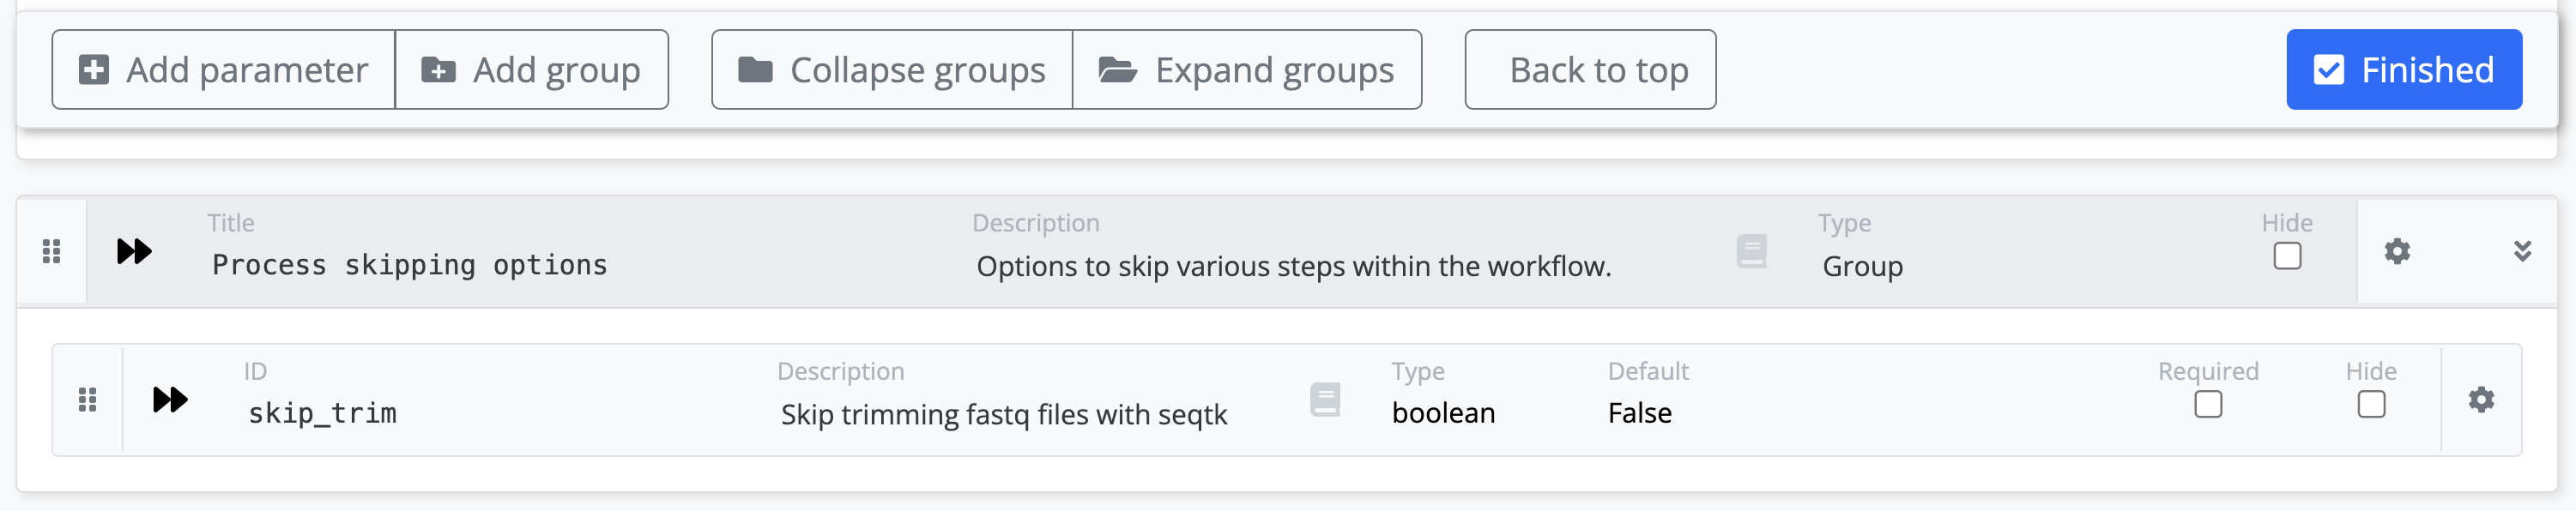 Add parameter Add group Collapse groups Expand groups Back to top Finished
Title Description Type Hide
Process skipping options Options to skip various steps within the workflow. Group
ID Description Type Default Required Hide
skip_trim Skip trimming fastq files with seqtk boolean False